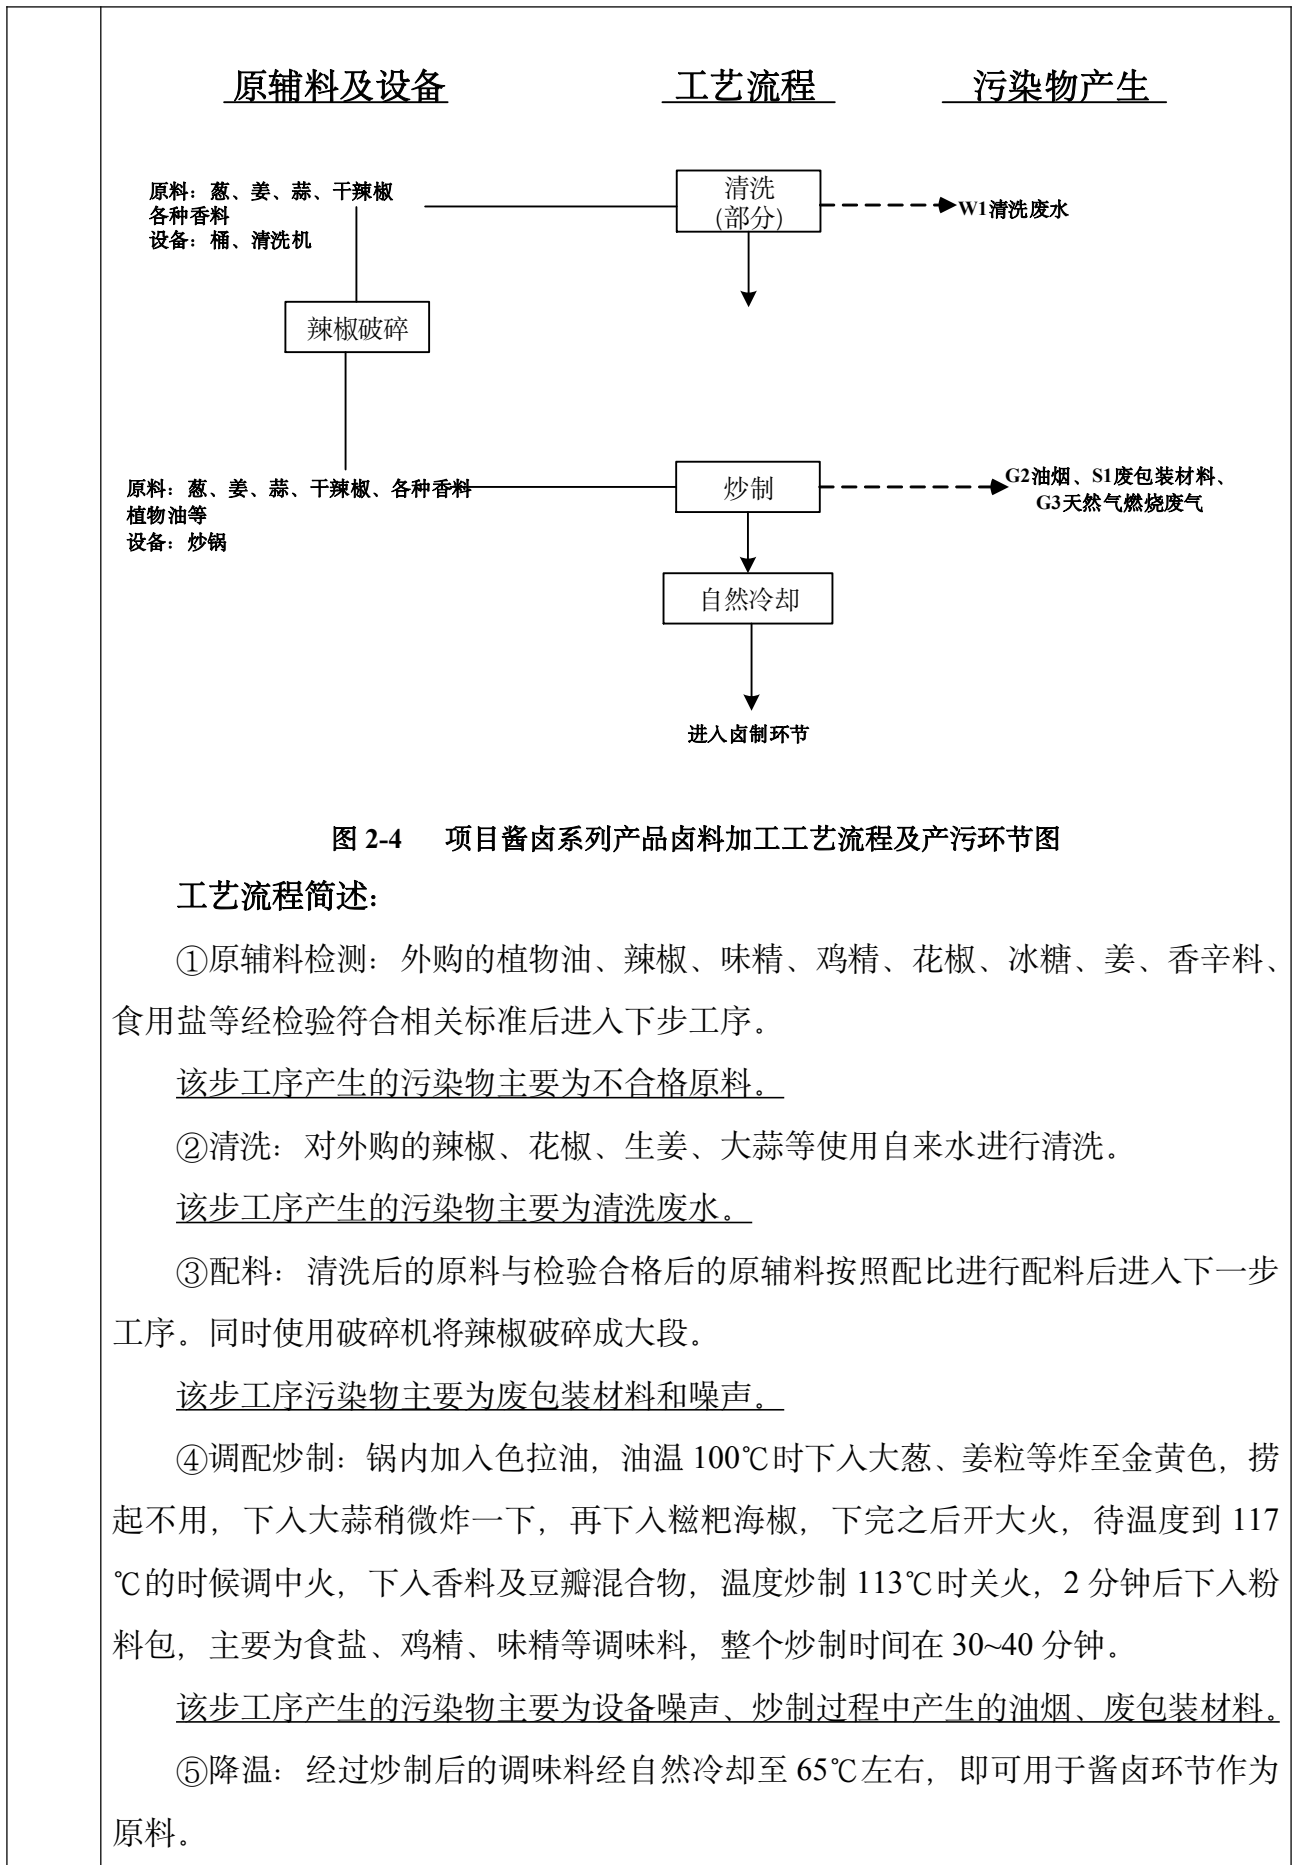 原辅料及设备 工艺流程 污染物产生
原料：葱、姜、蒜、干辣椒
各种香料
设备：桶、清洗机
清洗
(部分)
W1清洗废水
辣椒破碎
原料：葱、姜、蒜、干辣椒、各种香料
植物油等
设备：炒锅
炒制
G2油烟、S1废包装材料、
G3天然气燃烧废气
自然冷却
进入卤制环节
图 2-4 项目酱卤系列产品卤料加工工艺流程及产污环节图
工艺流程简述：
①原辅料检测：外购的植物油、辣椒、味精、鸡精、花椒、冰糖、姜、香辛料、
食用盐等经检验符合相关标准后进入下步工序。
该步工序产生的污染物主要为不合格原料。
②清洗：对外购的辣椒、花椒、生姜、大蒜等使用自来水进行清洗。
该步工序产生的污染物主要为清洗废水。
③配料：清洗后的原料与检验合格后的原辅料按照配比进行配料后进入下一步
工序。同时使用破碎机将辣椒破碎成大段。
该步工序污染物主要为废包装材料和噪声。
④调配炒制：锅内加入色拉油，油温 100℃时下入大葱、姜粒等炸至金黄色，捞
起不用，下入大蒜稍微炸一下，再下入糍粑海椒，下完之后开大火，待温度到 117
℃的时候调中火，下入香料及豆瓣混合物，温度炒制 113℃时关火，2 分钟后下入粉
料包，主要为食盐、鸡精、味精等调味料，整个炒制时间在 30~40 分钟。
该步工序产生的污染物主要为设备噪声、炒制过程中产生的油烟、废包装材料。
⑤降温：经过炒制后的调味料经自然冷却至 65℃左右，即可用于酱卤环节作为
原料。